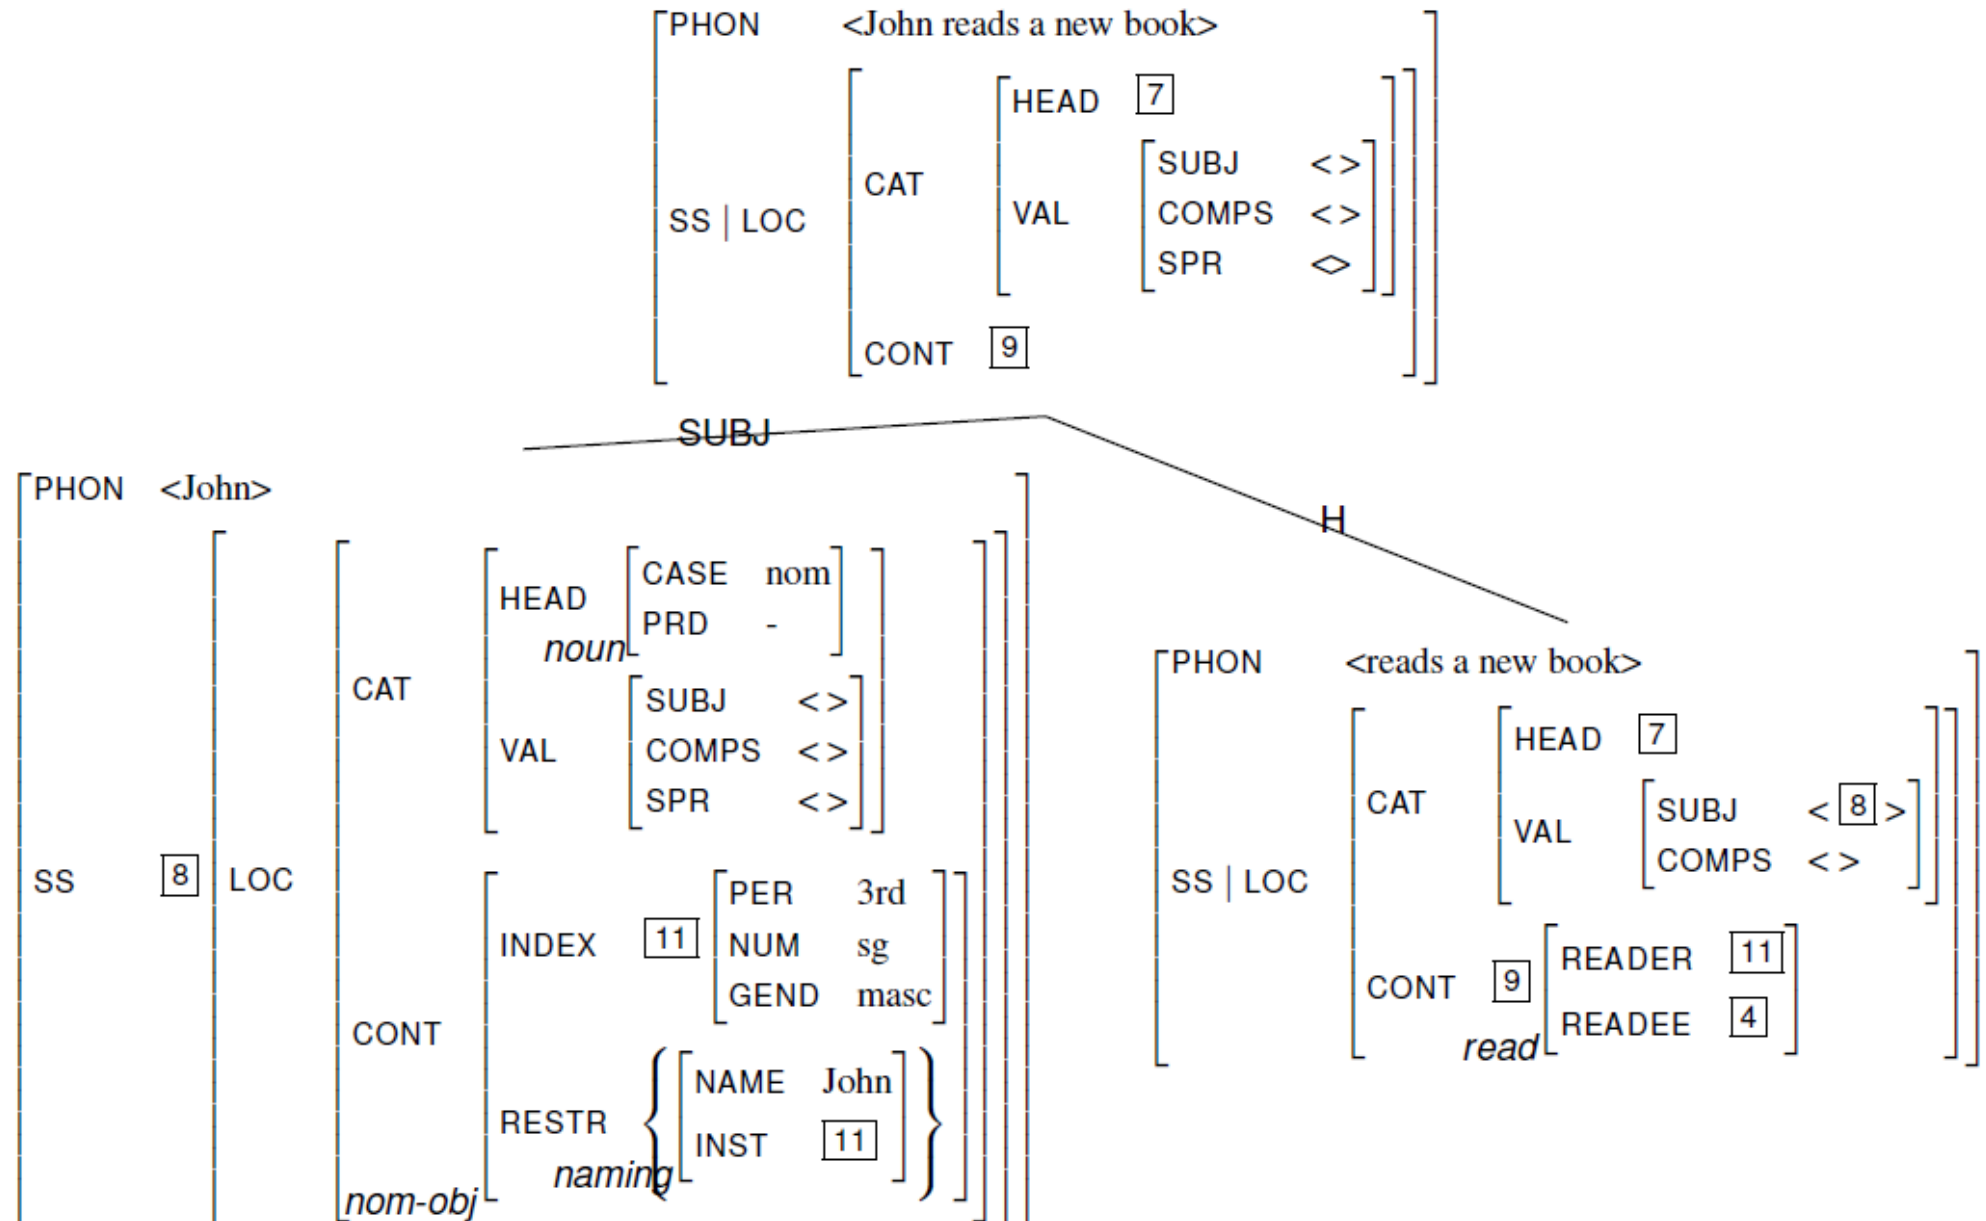 PHON <John reads a new book>
HEAD 7
SUBJ < >
CAT
VAL COMPS < >
SS | LOC
SPR <>
CONT 9
SUBJ
H
PHON <John>
CASE nom
HEAD
PRD -
noun
CAT
SUBJ < >
VAL COMPS < >
SPR < >
SS 8 LOC
PER 3rd
INDEX 11 NUM sg
GEND masc
CONT
NAME John
RESTR
INST 11
naming
nom-obj
PHON <reads a new book>
HEAD 7
CAT
SUBJ < 8 >
VAL
COMPS < >
SS | LOC
READER 11
CONT 9
READEE 4
read